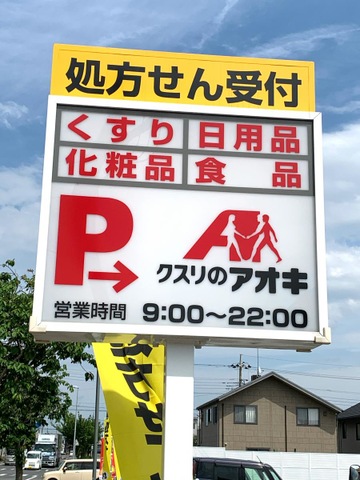 処方せん受付
くすり 日用品
化粧品 食品
P
クスリのアオキ
営業時間 9:00～22:00